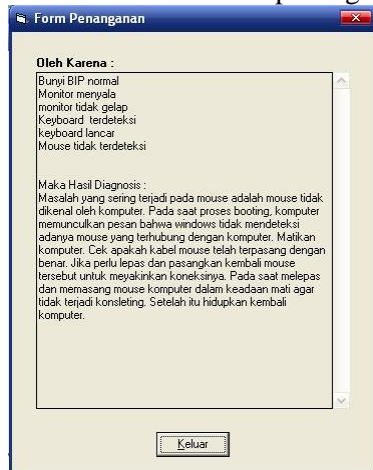 Form Penanganan
Oleh Karena :
Bunyi BIP normal
Monitor menyala
monitor tidak gelap
Keyboard terdeteksi
keyboard lancar
Mouse tidak terdeteksi
Maka Hasil Diagnosis :
Masalah yang sering terjadi pada mouse adalah mouse tidak
dikenal oleh komputer. Pada saat proses booting, komputer
memunculkan pesan bahwa windows tidak mendeteksi
adanya mouse yang terhubung dengan komputer. Matikan
komputer. Cek apakah kabel mouse telah terpasang dengan
benar. Jika perlu lepas dan pasangkan kembali mouse
tersebut untuk meyakinkan koneksinya. Pada saat melepas
dan memasang mouse komputer dalam keadaan mati agar
tidak terjadi konsleting. Setelah itu hidupkan kembali
komputer.
Keluar